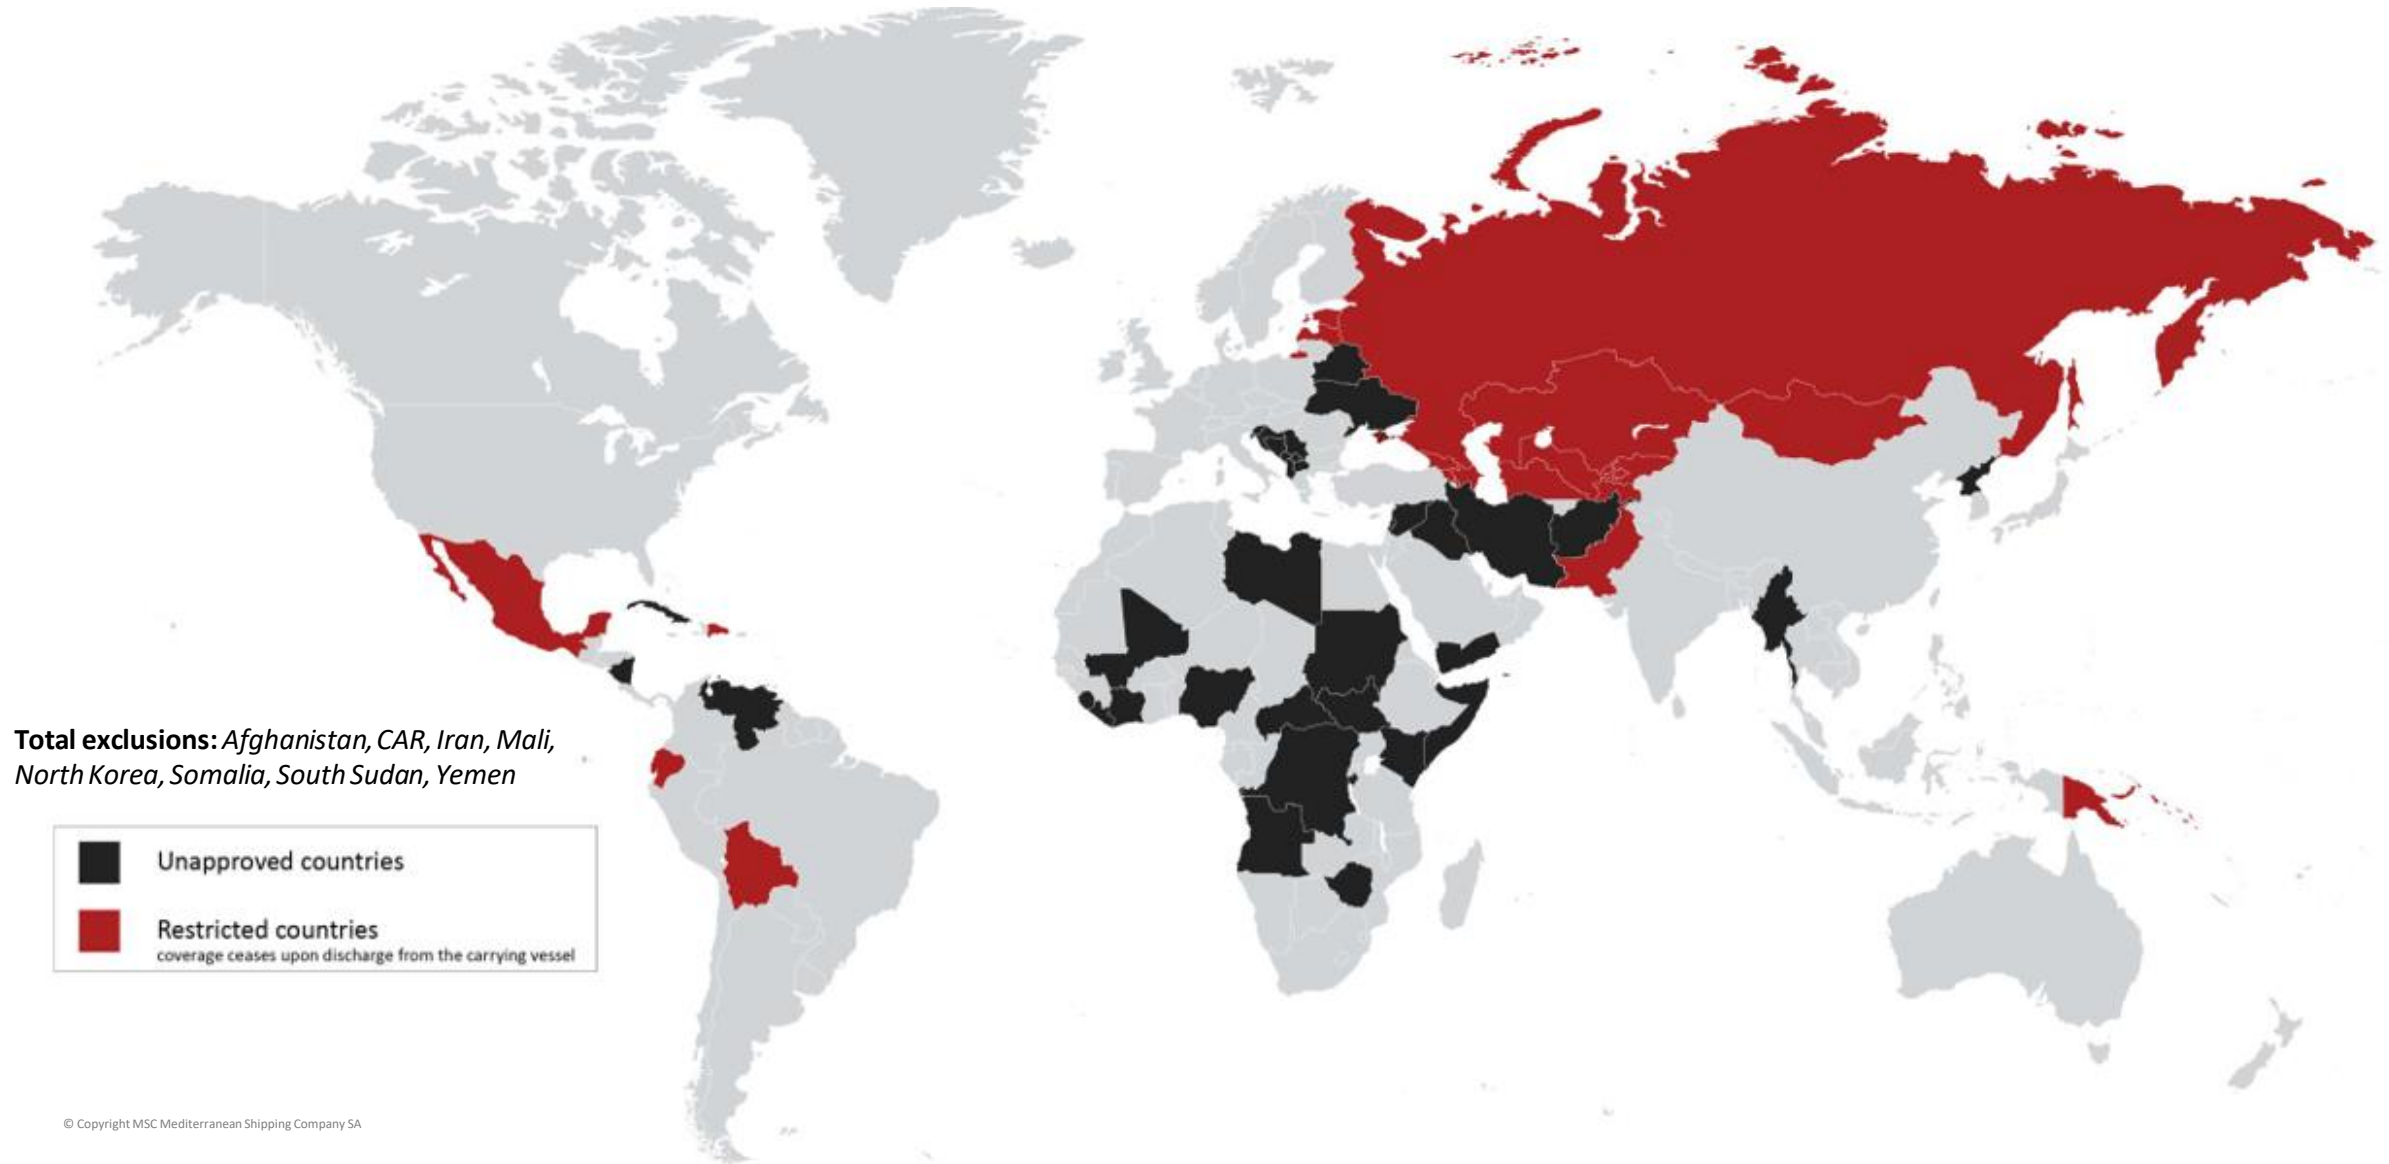 Total exclusions: Afghanistan, CAR, Iran, Mali,
North Korea, Somalia, South Sudan, Yemen
Unapproved countries
Restricted countries
coverage ceases upon discharge from the carrying vessel
© Copyright MSC Mediterranean Shipping Company SA